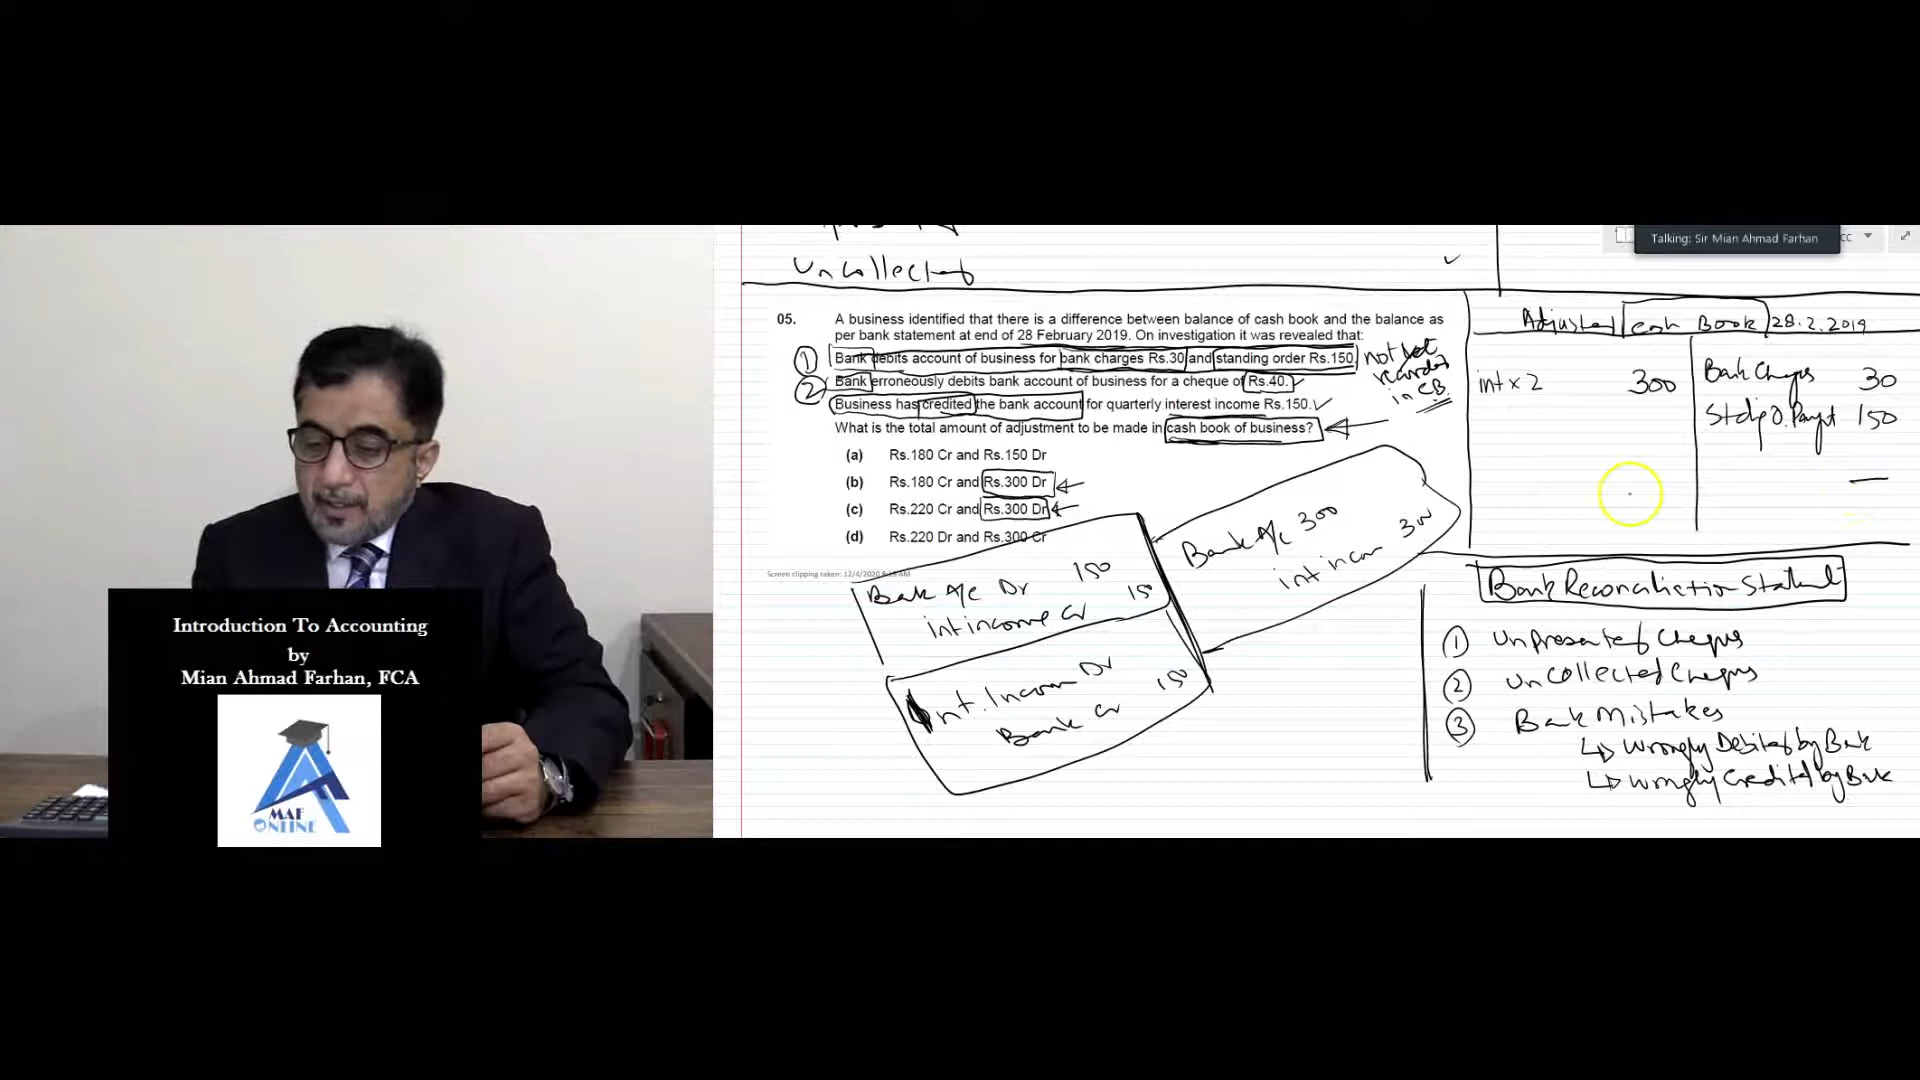 Uncollected
Talking: Sir Mian Ahmad Farhan
05. A business identified that there is a difference between balance of cash book and the balance as
per bank statement at end of 28 February 2019. On investigation it was revealed that:
① Bank debits account of business for bank charges Rs.30 and standing order Rs.150.
② Bank erroneously debits bank account of business for a cheque of Rs.40.
Business has credited the bank account for quarterly interest income Rs.150.
What is the total amount of adjustment to be made in cash book of business?
(a) Rs.180 Cr and Rs.150 Dr
(b) Rs.180 Cr and Rs.300 Dr
(c) Rs.220 Cr and Rs.300 Dr
(d) Rs.220 Dr and Rs.300 Cr
Screen clipping taken: 12/4/2020
not
recorded
in CB
Adjusted Cash Book 28.2.2019
int x 2 300
Bank Charges 30
150
Bank A/c Dr 150
int income Cr 150
Int. Income Dr
Bank Cr 150
Bank A/c 300
int incom 300
Bank Reconciliation
① Unpresented Cheques
② Uncollected Cheques
③ Bank Mistakes
↳ Wrongly Debited by Bank
↳ Wrongly Credited by Bank
Introduction To Accounting
by
Mian Ahmad Farhan, FCA
MAF
ONLINE